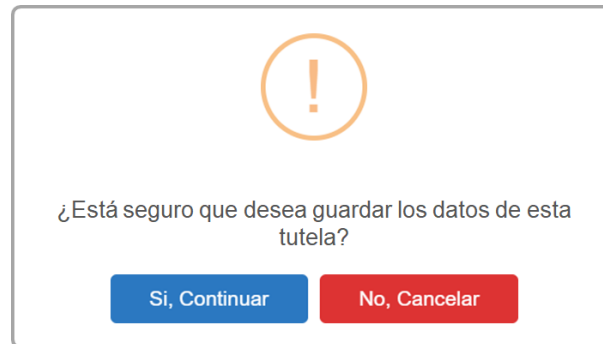 !
¿Está seguro que desea guardar los datos de esta
tutela?
Si, Continuar
No, Cancelar